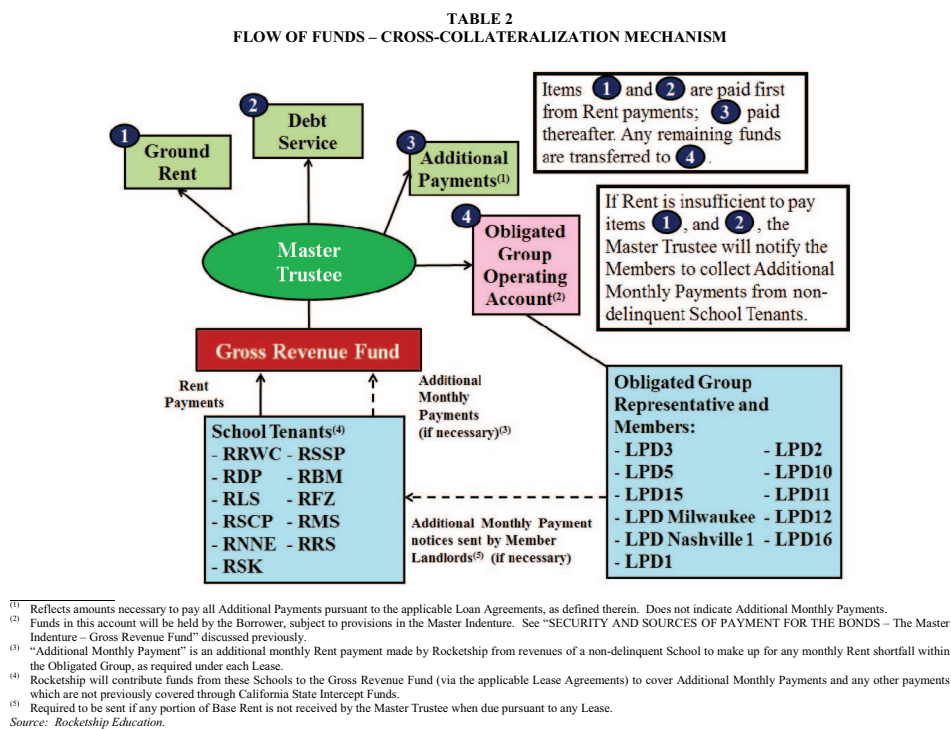 TABLE 2
FLOW OF FUNDS – CROSS-COLLATERALIZATION MECHANISM
1
Ground
Rent
2
Debt
Service
3
Additional
Payments(1)
Items 1 and 2 are paid first
from Rent payments; 3 paid
thereafter. Any remaining funds
are transferred to 4.
4
Obligated
Group
Operating
Account(2)
If Rent is insufficient to pay
items 1, and 2, the
Master Trustee will notify the
Members to collect Additional
Monthly Payments from non-
delinquent School Tenants.
Master
Trustee
Gross Revenue Fund
Rent
Payments
Additional
Monthly
Payments
(if necessary)(3)
School Tenants(4)
- RRWC - RSSP
- RDP - RBM
- RLS - RFZ
- RSCP - RMS
- RNNE - RRS
- RSK
Additional Monthly Payment
notices sent by Member
Landlords(5) (if necessary)
Obligated Group
Representative and
Members:
- LPD3 - LPD2
- LPD5 - LPD10
- LPD15 - LPD11
- LPD Milwaukee - LPD12
- LPD Nashville 1 - LPD16
- LPD1
(1) Reflects amounts necessary to pay all Additional Payments pursuant to the applicable Loan Agreements, as defined therein. Does not indicate Additional Monthly Payments.
(2) Funds in this account will be held by the Borrower, subject to provisions in the Master Indenture. See “SECURITY AND SOURCES OF PAYMENT FOR THE BONDS – The Master
Indenture – Gross Revenue Fund” discussed previously.
(3) “Additional Monthly Payment” is an additional monthly Rent payment made by Rocketship from revenues of a non-delinquent School to make up for any monthly Rent shortfall within
the Obligated Group, as required under each Lease.
(4) Rocketship will contribute funds from these Schools to the Gross Revenue Fund (via the applicable Lease Agreements) to cover Additional Monthly Payments and any other payments
which are not previously covered through California State Intercept Funds.
(5) Required to be sent if any portion of Base Rent is not received by the Master Trustee when due pursuant to any Lease.
Source: Rocketship Education.